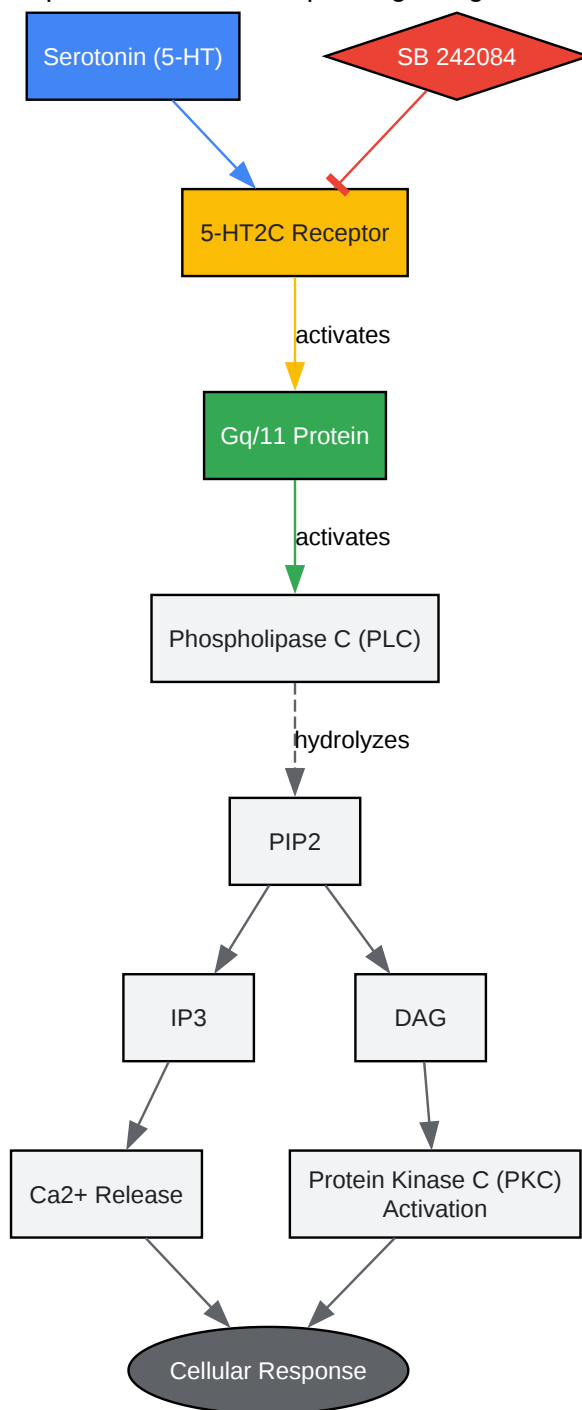 Serotonin (5-HT)
SB 242084
5-HT2C Receptor
activates
Gq/11 Protein
activates
Phospholipase C (PLC)
hydrolyzes
PIP2
IP3
DAG
Ca2+ Release
Protein Kinase C (PKC)
Activation
Cellular Response